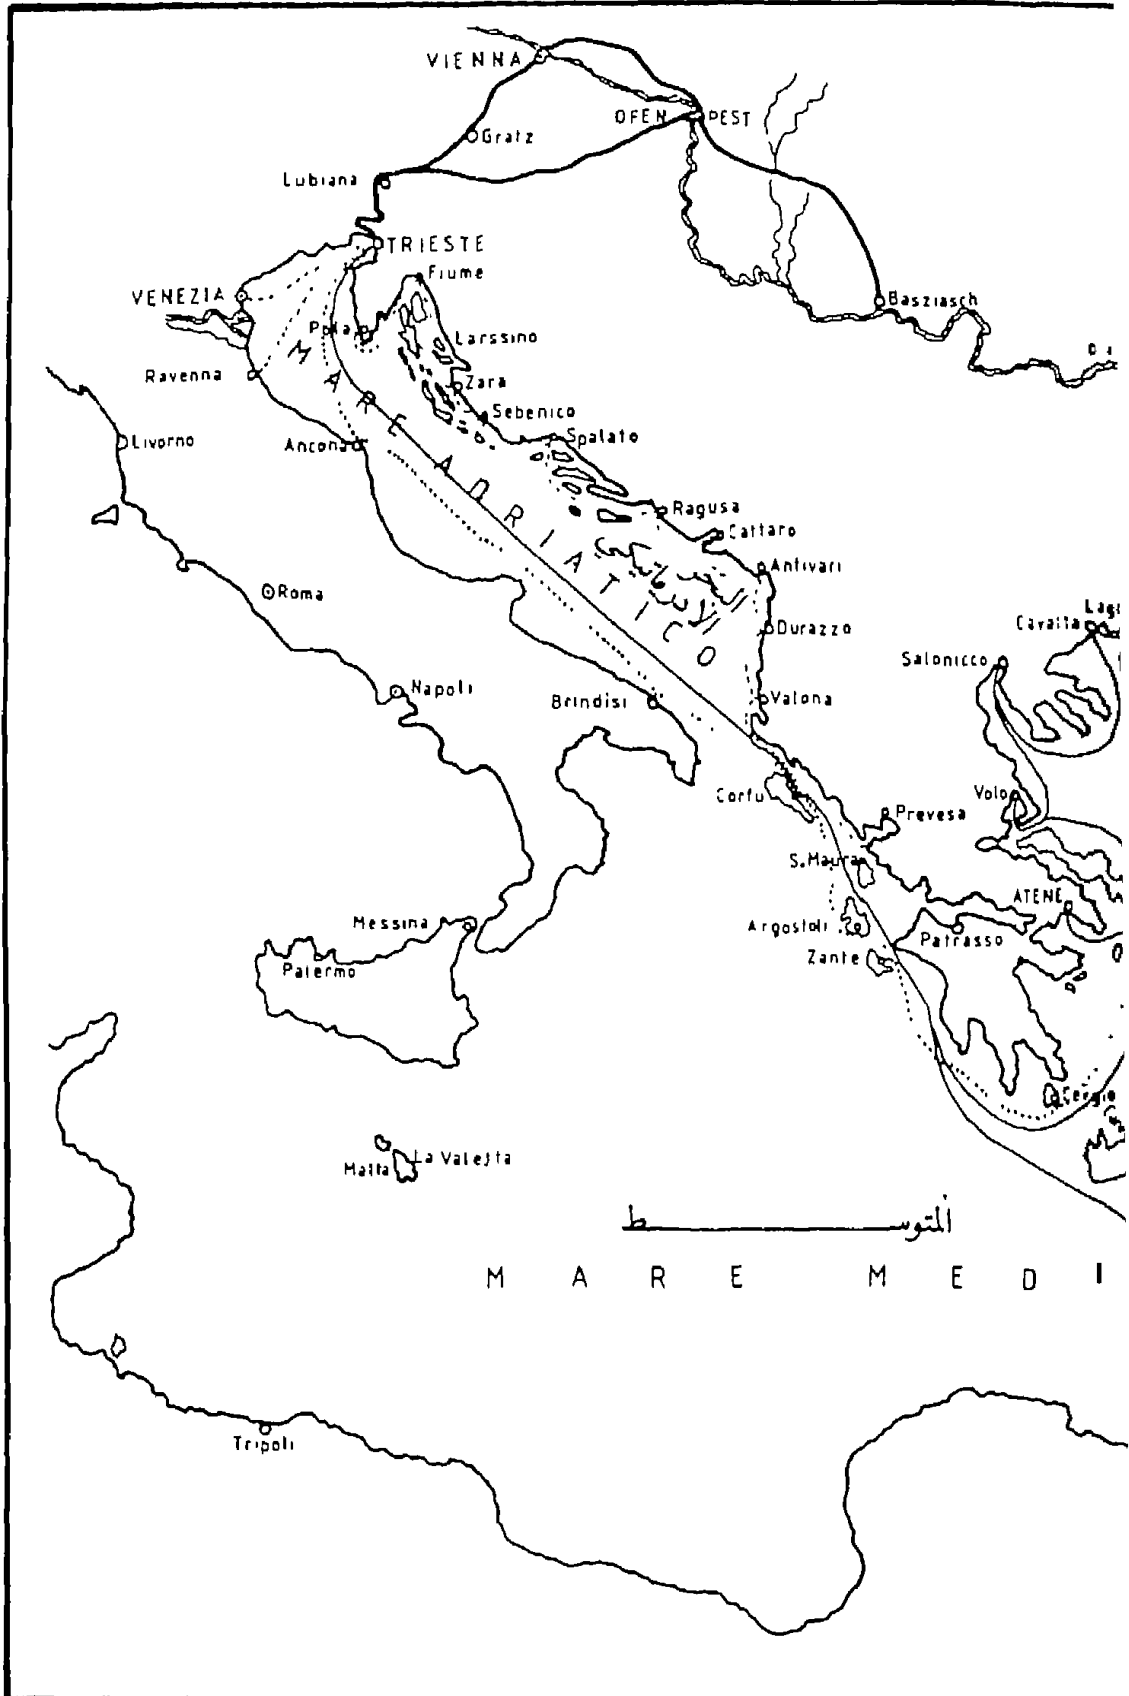 VIENNA
OFEN PEST
Gratz
Lubiana
TRIESTE
Fiume
VENEZIA
Basziasch
Pola
Larssino
Ravenna
Zara
Sebenico
Livorno
Ancona
Spalato
MARE ADRIATICO
Ragusa
Cattaro
Antivari
Roma
Durazzo
Cavalla
Salonicco
Napoli
Brindisi
Valona
Corfu
Volo
Prevesa
S.Maura
ATENE
Messina
Argostoli
Patrasso
Palermo
Zante
Cergio
Malta
La Valetta
المتوسط
MARE MEDI
Tripoli